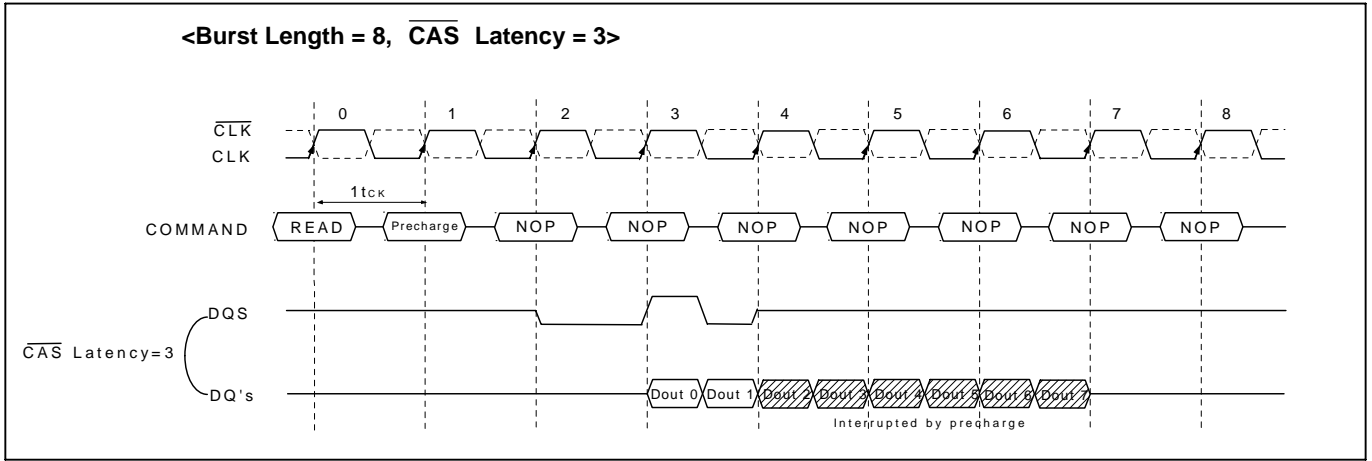 <Burst Length = 8, CAS Latency = 3>
0 1 2 3 4 5 6 7 8
CLK
CLK
1tCK
COMMAND READ Precharge NOP NOP NOP NOP NOP NOP NOP
DQS
CAS Latency=3
DQ's Dout 0 Dout 1 Dout 2 Dout 3 Dout 4 Dout 5 Dout 6 Dout 7
Interrupted by precharge